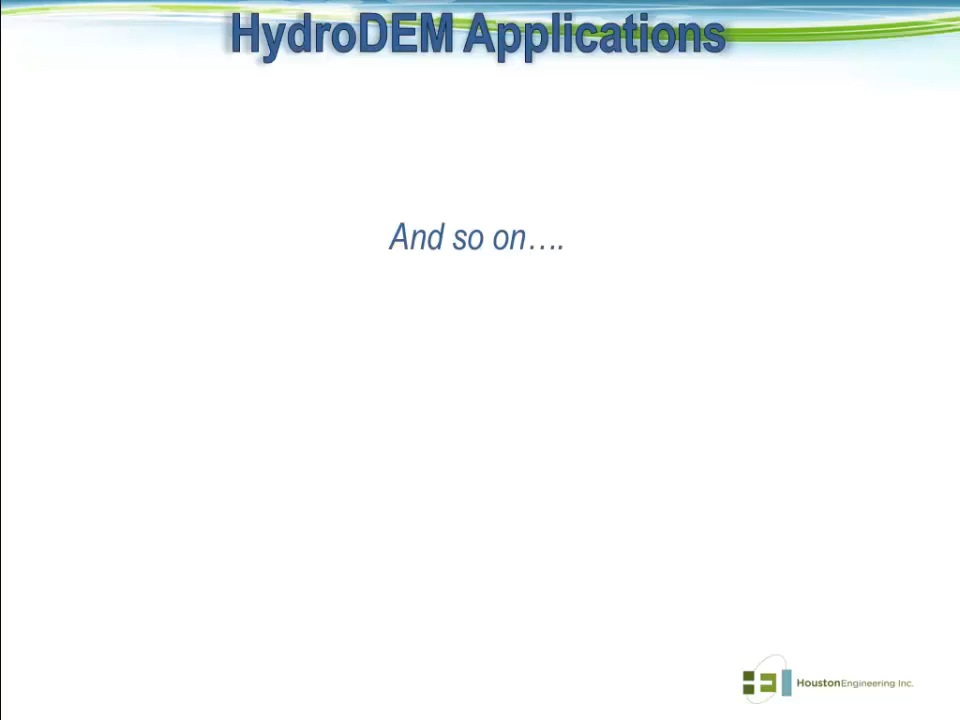 HydroDEM Applications
And so on….
HoustonEngineering Inc.